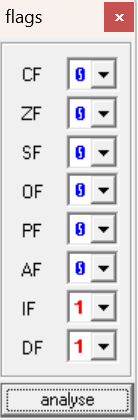 flags
CF 0
ZF 0
SF 0
OF 0
PF 0
AF 0
IF 1
DF 1
analyse